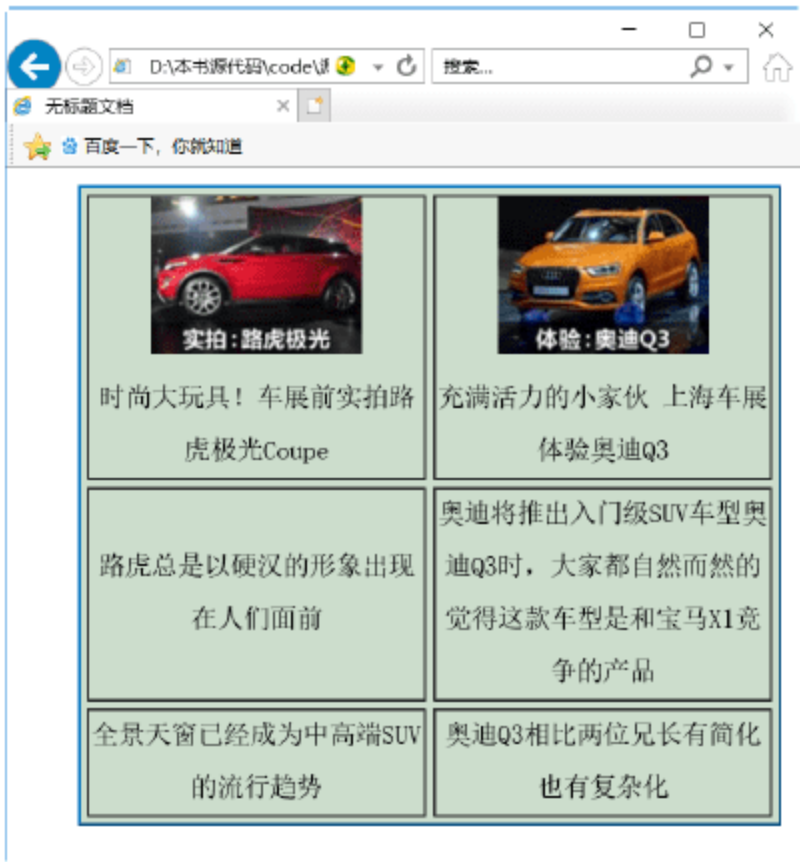 D:\本书源代码\code\
搜索...
无标题文档
百度一下，你就知道
实拍:路虎极光
时尚大玩具！车展前实拍路
虎极光Coupe
体验:奥迪Q3
充满活力的小家伙 上海车展
体验奥迪Q3
路虎总是以硬汉的形象出现
在人们面前
奥迪将推出入门级SUV车型奥
迪Q3时，大家都自然而然的
觉得这款车型是和宝马X1竞
争的产品
全景天窗已经成为中高端SUV
的流行趋势
奥迪Q3相比两位兄长有简化
也有复杂化